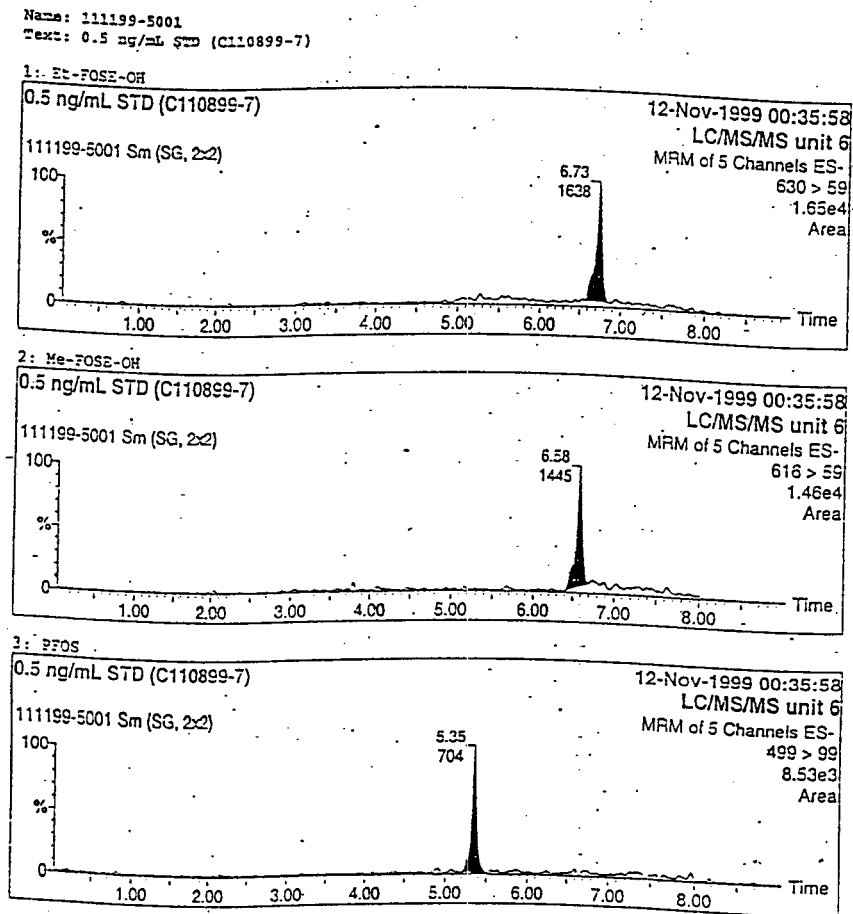 Name: 111199-5001
Text: 0.5 ng/mL STD (C110899-7)
1: Et-FOSE-OH
0.5 ng/mL STD (C110899-7)
12-Nov-1999 00:35:58
LC/MS/MS unit 6
111199-5001 Sm (SG, 2x2)
MRM of 5 Channels ES-
630 > 59
1.65e4
Area
6.73
1638
100
%
0
1.00 2.00 3.00 4.00 5.00 6.00 7.00 8.00 Time
2: Me-FOSE-OH
0.5 ng/mL STD (C110899-7)
12-Nov-1999 00:35:58
LC/MS/MS unit 6
111199-5001 Sm (SG, 2x2)
MRM of 5 Channels ES-
616 > 59
1.46e4
Area
6.58
1445
100
%
0
1.00 2.00 3.00 4.00 5.00 6.00 7.00 8.00 Time
3: PFOS
0.5 ng/mL STD (C110899-7)
12-Nov-1999 00:35:58
LC/MS/MS unit 6
111199-5001 Sm (SG, 2x2)
MRM of 5 Channels ES-
499 > 99
8.53e3
Area
5.35
704
100
%
0
1.00 2.00 3.00 4.00 5.00 6.00 7.00 8.00 Time